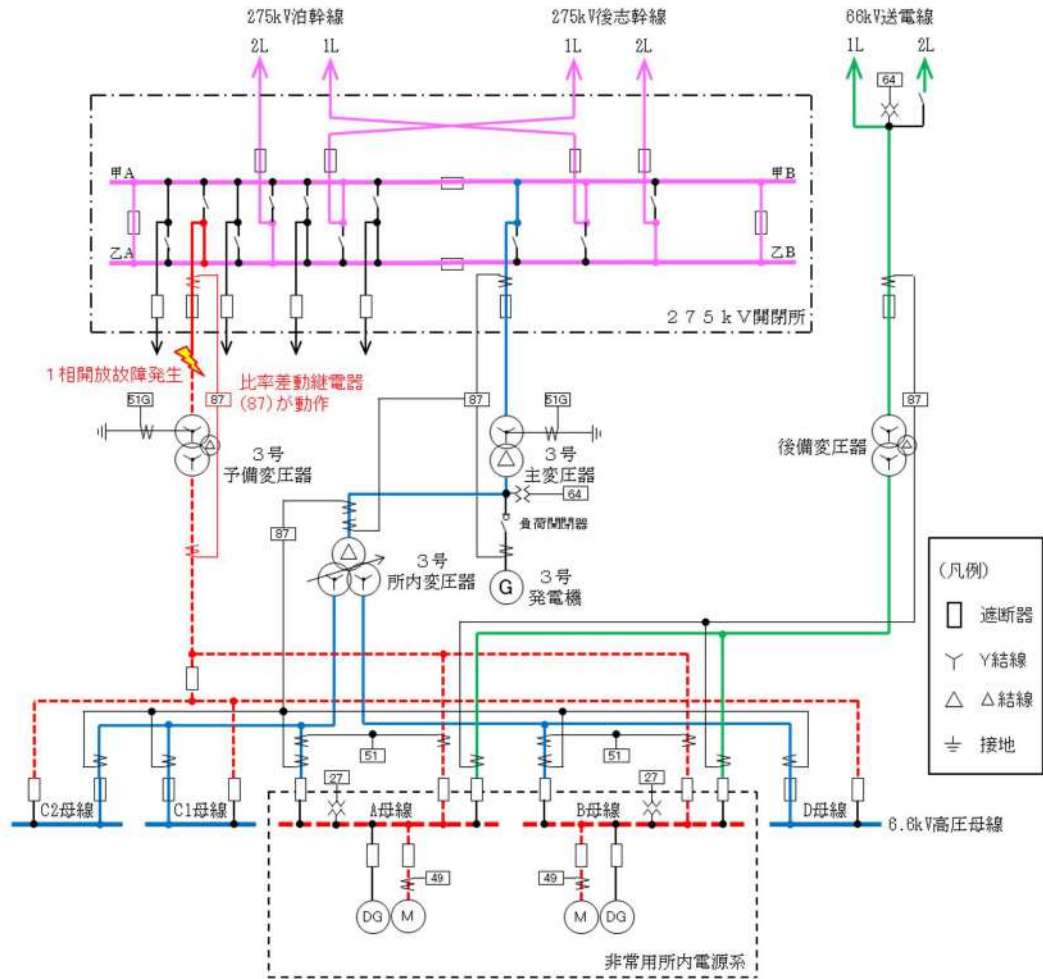 275kV泊幹線 275kV後志幹線 66kV送電線
2L 1L 1L 2L 1L 2L
64
甲A 甲B
乙A 乙B
275kV開閉所
1相開放故障発生
比率差動継電器
(87)が動作
87
51G
3号
予備変圧器
87
51G
3号
主変圧器
87
後備変圧器
64
負荷開閉器
87
3号
所内変圧器
G
3号
発電機
(凡例)
遮断器
Y結線
△結線
接地
51 51
27 27
C2母線 C1母線 A母線 B母線 D母線
6.6kV高圧母線
49 49
DG M M DG
非常用所内電源系